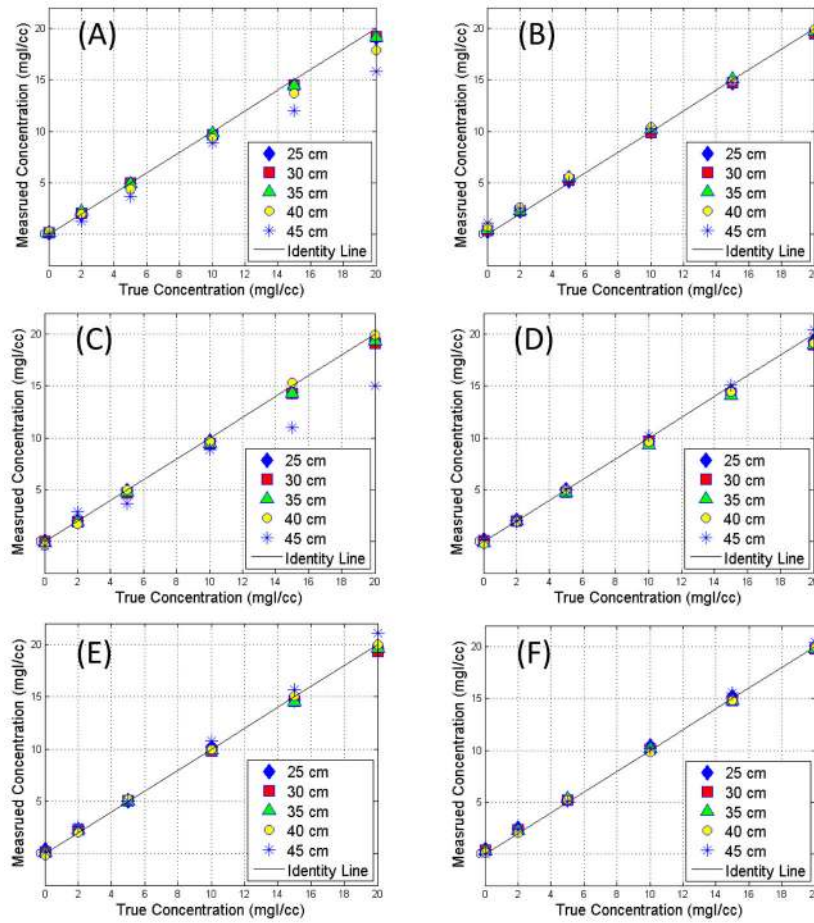 (A)
Measrued Concentration (mgI/cc)
20
15
10
5
25 cm
30 cm
35 cm
40 cm
45 cm
Identity Line
0 2 4 6 8 10 12 14 16 18 20
True Concentration (mgI/cc)
(B)
Measrued Concentration (mgI/cc)
20
15
10
5
25 cm
30 cm
35 cm
40 cm
45 cm
Identity Line
0 2 4 6 8 10 12 14 16 18 20
True Concentration (mgI/cc)
(C)
Measrued Concentration (mgI/cc)
20
15
10
5
25 cm
30 cm
35 cm
40 cm
45 cm
Identity Line
0 2 4 6 8 10 12 14 16 18 20
True Concentration (mgI/cc)
(D)
Measrued Concentration (mgI/cc)
20
15
10
5
25 cm
30 cm
35 cm
40 cm
45 cm
Identity Line
0 2 4 6 8 10 12 14 16 18 20
True Concentration (mgI/cc)
(E)
Measrued Concentration (mgI/cc)
20
15
10
5
25 cm
30 cm
35 cm
40 cm
45 cm
Identity Line
0 2 4 6 8 10 12 14 16 18 20
True Concentration (mgI/cc)
(F)
Measrued Concentration (mgI/cc)
20
15
10
5
25 cm
30 cm
35 cm
40 cm
45 cm
Identity Line
0 2 4 6 8 10 12 14 16 18 20
True Concentration (mgI/cc)